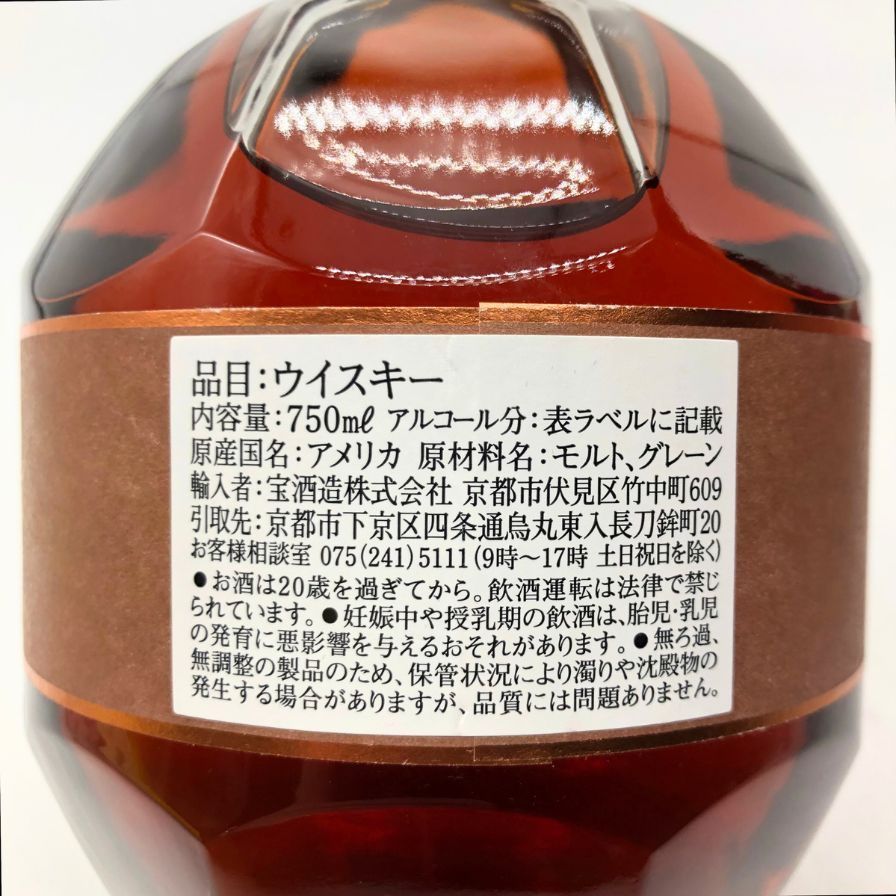 品目:ウイスキー
内容量:750mℓ アルコール分:表ラベルに記載
原産国名:アメリカ 原材料名:モルト、グレーン
輸入者:宝酒造株式会社 京都市伏見区竹中町609
引取先:京都市下京区四条通烏丸東入長刀鉾町20
お客様相談室 075(241)5111(9時～17時 土日祝日を除く)
●お酒は20歳を過ぎてから。飲酒運転は法律で禁じ
られています。●妊娠中や授乳期の飲酒は、胎児・乳児
の発育に悪影響を与えるおそれがあります。●無ろ過、
無調整の製品のため、保管状況により濁りや沈殿物の
発生する場合がありますが、品質には問題ありません。